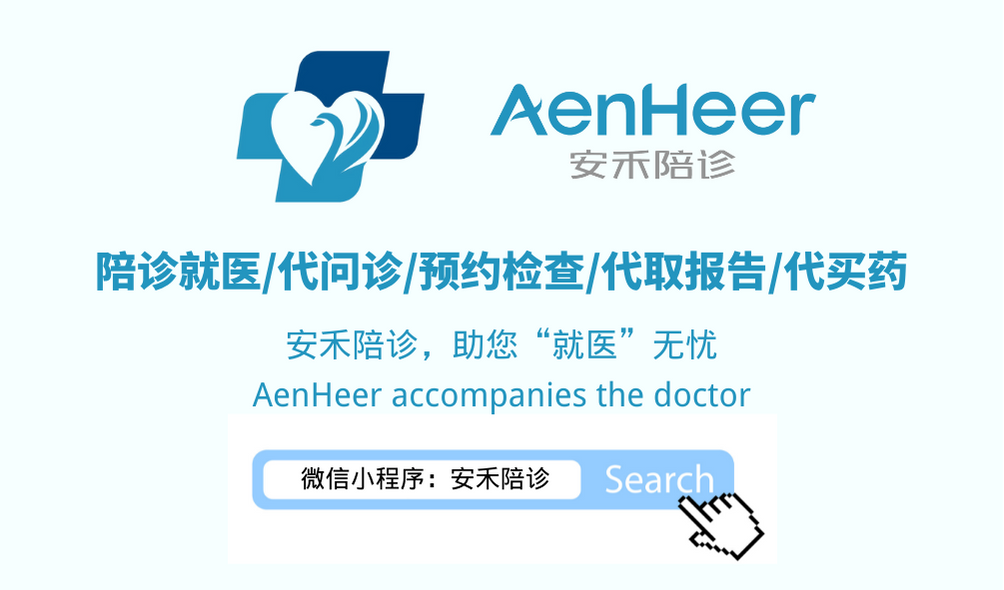 AenHeer
安禾陪诊
陪诊就医/代问诊/预约检查/代取报告/代买药
安禾陪诊，助您“就医”无忧
AenHeer accompanies the doctor
微信小程序：安禾陪诊
Search